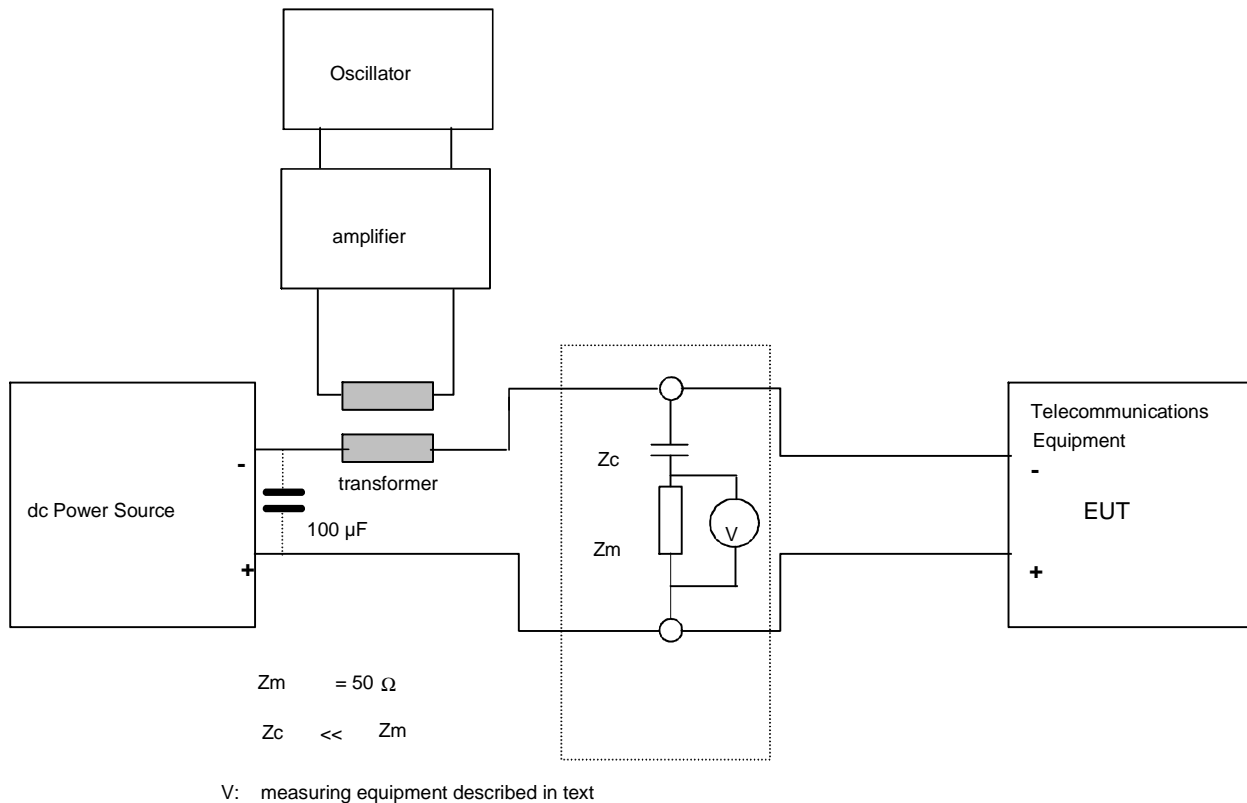 Oscillator
amplifier
transformer
dc Power Source
-
+
100 µF
Zc
Zm
V
Telecommunications
Equipment
-
EUT
+
Zm = 50 Ω
Zc << Zm
V: measuring equipment described in text